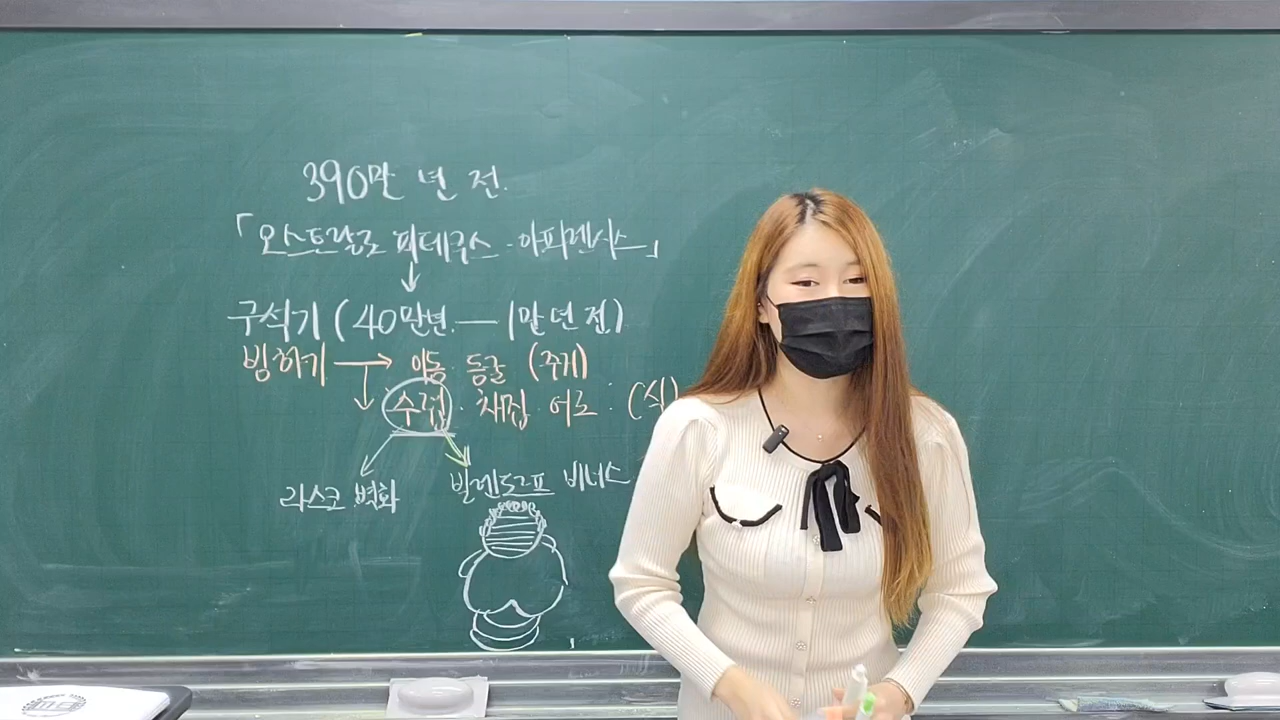 390만 년 전.
「오스트랄로 피테쿠스 - 아파렌시스」
구석기 (40만년 — 1만 년 전)
빙하기 → 이동 동굴 (주거)
수렵 · 채집 · 어로 : (식)
라스코 벽화
빌렌도르프 비너스